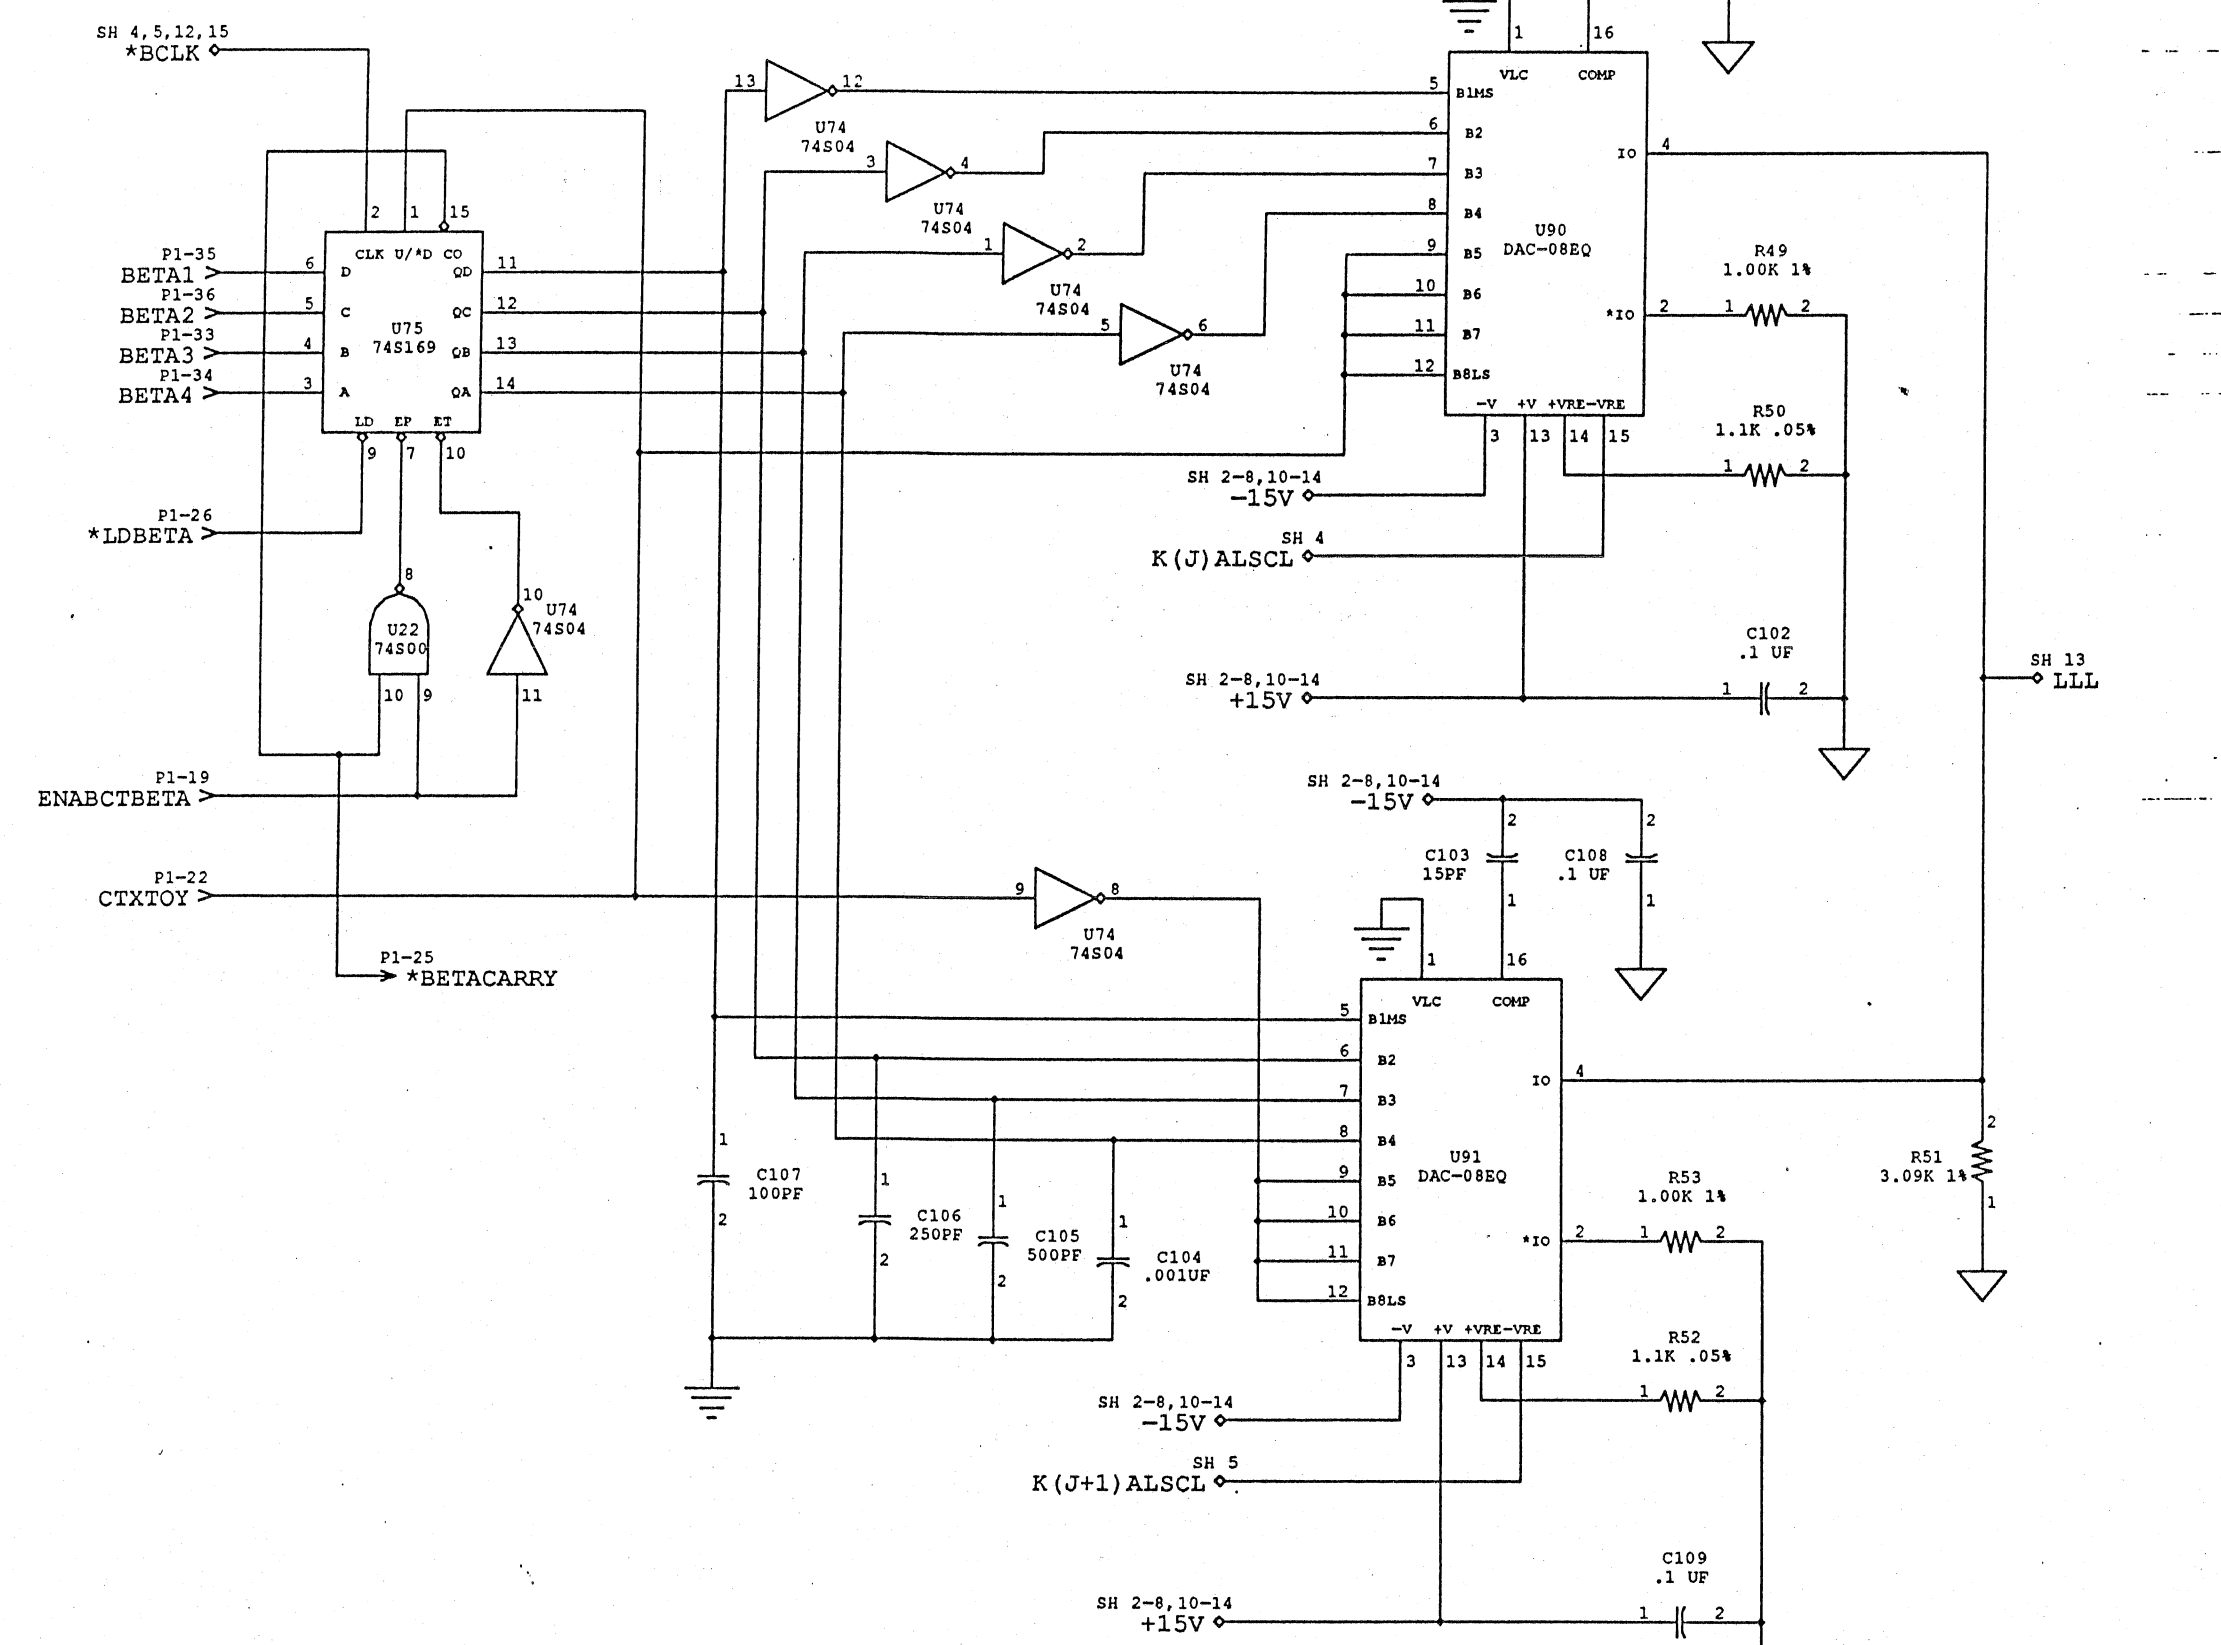 SH 4,5,12,15
*BCLK
1
16
VLC
COMP
13
12
U74
74S04
5
B1MS
3
4
U74
74S04
6
B2
1
2
U74
74S04
7
B3
5
6
U74
74S04
8
B4
9
B5
10
B6
11
B7
12
B8LS
U90
DAC-08EQ
IO
4
*IO
2
R49
1.00K 1%
1
2
-V
+V
+VRE
-VRE
3
13
14
15
R50
1.1K .05%
1
2
2
1
15
CLK
U/*D
CO
P1-35
BETA1
6
D
QD
11
P1-36
BETA2
5
C
QC
12
P1-33
BETA3
4
B
QB
13
P1-34
BETA4
3
A
QA
14
U75
74S169
LD
EP
ET
9
7
10
P1-26
*LDBETA
8
U22
74S00
10
9
10
U74
74S04
11
P1-19
ENABCTBETA
P1-22
CTXTOY
P1-25
*BETACARRY
SH 2-8,10-14
-15V
SH 4
K(J)ALSCL
SH 2-8,10-14
+15V
C102
.1 UF
1
2
SH 13
LLL
SH 2-8,10-14
-15V
2
C103
15PF
1
2
C108
.1 UF
1
9
8
U74
74S04
1
16
VLC
COMP
5
B1MS
6
B2
7
B3
8
B4
9
B5
10
B6
11
B7
12
B8LS
U91
DAC-08EQ
IO
4
*IO
2
R53
1.00K 1%
1
2
2
R51
3.09K 1%
1
1
C107
100PF
2
1
C106
250PF
2
1
C105
500PF
2
1
C104
.001UF
2
-V
+V
+VRE
-VRE
3
13
14
15
R52
1.1K .05%
1
2
SH 2-8,10-14
-15V
SH 5
K(J+1)ALSCL
SH 2-8,10-14
+15V
C109
.1 UF
1
2